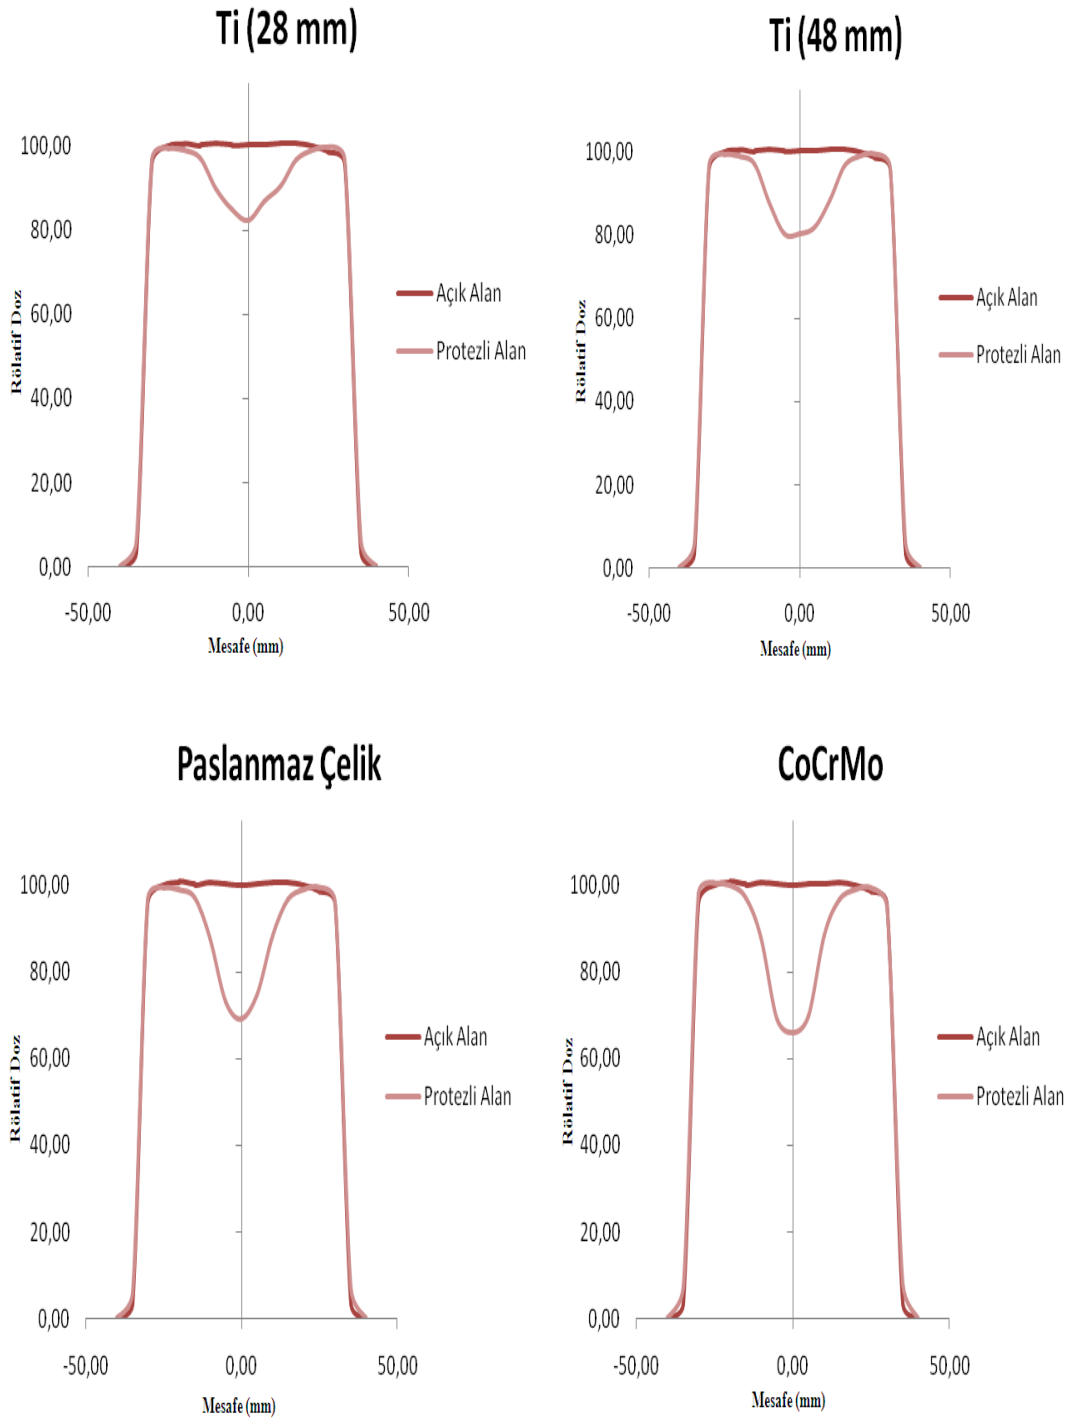 Ti (28 mm)
100,00
80,00
60,00
40,00
20,00
0,00
-50,00 0,00 50,00
Rölatif Doz
Mesafe (mm)
Açık Alan
Protezli Alan
Ti (48 mm)
100,00
80,00
60,00
40,00
20,00
0,00
-50,00 0,00 50,00
Rölatif Doz
Mesafe (mm)
Açık Alan
Protezli Alan
Paslanmaz Çelik
100,00
80,00
60,00
40,00
20,00
0,00
-50,00 0,00 50,00
Rölatif Doz
Mesafe (mm)
Açık Alan
Protezli Alan
CoCrMo
100,00
80,00
60,00
40,00
20,00
0,00
-50,00 0,00 50,00
Rölatif Doz
Mesafe (mm)
Açık Alan
Protezli Alan